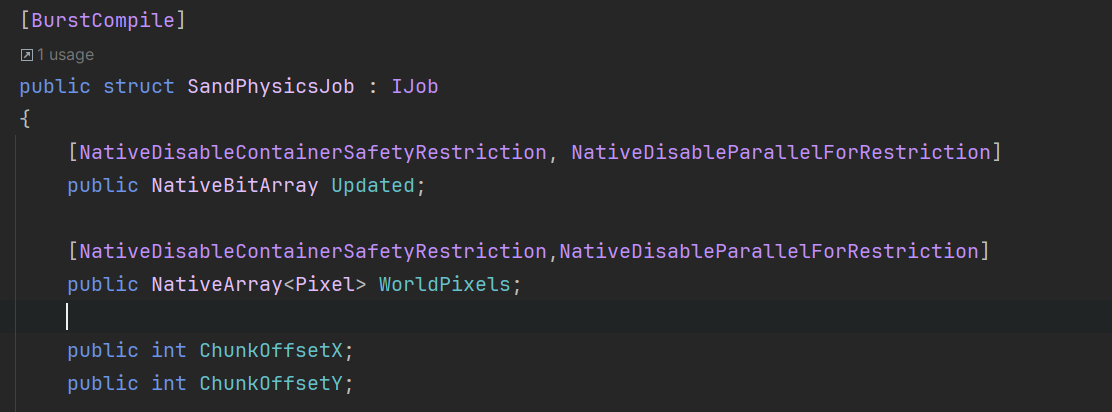 [BurstCompile]
1 usage
public struct SandPhysicsJob : IJob
{
[NativeDisableContainerSafetyRestriction, NativeDisableParallelForRestriction]
public NativeBitArray Updated;
[NativeDisableContainerSafetyRestriction,NativeDisableParallelForRestriction]
public NativeArray<Pixel> WorldPixels;
public int ChunkOffsetX;
public int ChunkOffsetY;